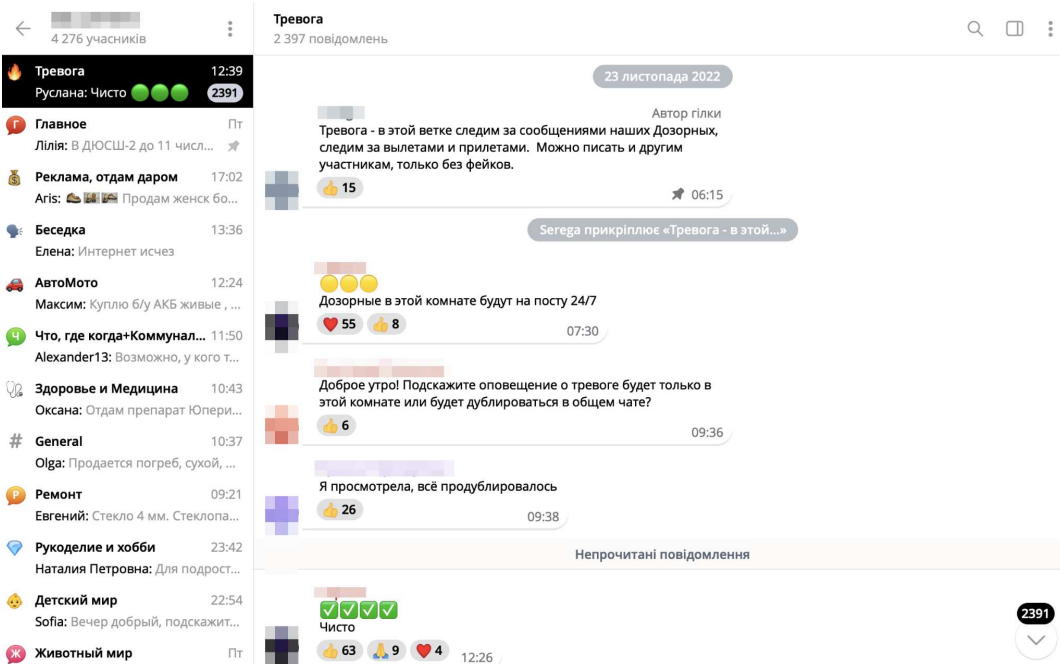 4 276 учасників
Тревога 12:39
Руслана: Чисто 2391
Главное Пт
Лілія: В ДЮСШ-2 до 11 числ...
Реклама, отдам даром 17:02
Aris: Продам женск бо...
Беседка 13:36
Елена: Интернет исчез
АвтоМото 12:24
Максим: Куплю б/у АКБ живые , ...
Что, где когда+Коммунал... 11:50
Alexander13: Возможно, у кого т...
Здоровье и Медицина 10:43
Оксана: Отдам препарат Юпери...
General 10:37
Olga: Продается погреб, сухой, ...
Ремонт 09:21
Евгений: Стекло 4 мм. Стеклопа...
Рукоделие и хобби 23:42
Наталия Петровна: Для подрост...
Детский мир 22:54
Sofia: Вечер добрый, подскажит...
Животный мир Пт
Тревога
2 397 повідомлень
23 листопада 2022
Автор гілки
Тревога - в этой ветке следим за сообщениями наших Дозорных,
следим за вылетами и прилетами. Можно писать и другим
участникам, только без фейков.
15
06:15
Serega прикріплює «Тревога - в этой...»
Дозорные в этой комнате будут на посту 24/7
55 8
07:30
Доброе утро! Подскажите оповещение о тревоге будет только в
этой комнате или будет дублироваться в общем чате?
6
09:36
Я просмотрела, всё продублировалось
26
09:38
Непрочитані повідомлення
Чисто
63 9 4 12:26
2391